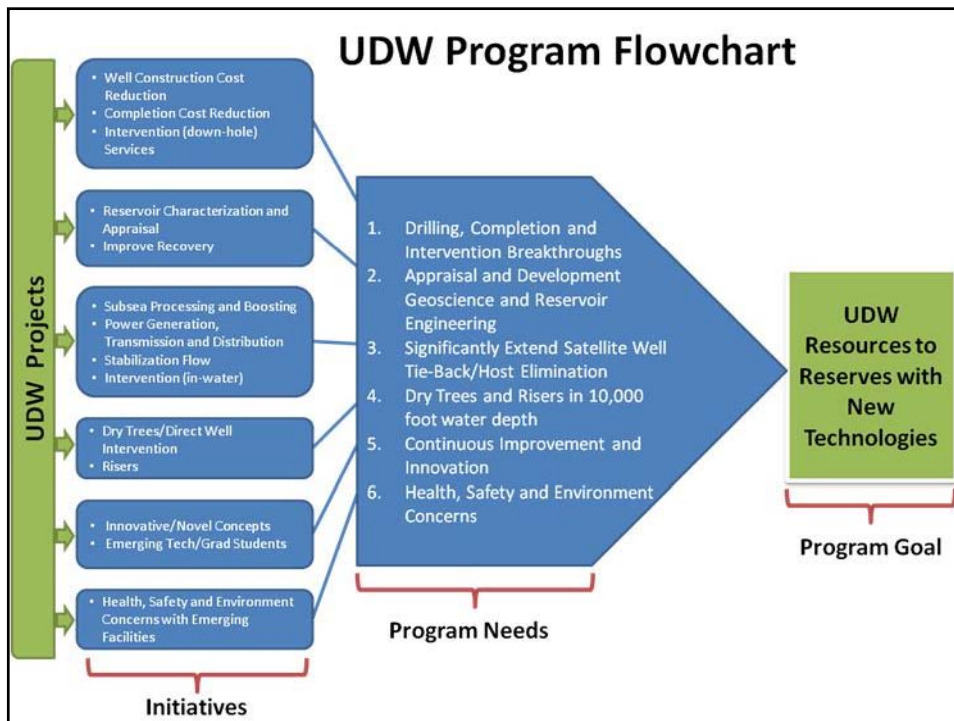 UDW Program Flowchart
UDW Projects
• Well Construction Cost
Reduction
• Completion Cost Reduction
• Intervention (down-hole)
Services
• Reservoir Characterization and
Appraisal
• Improve Recovery
• Subsea Processing and Boosting
• Power Generation,
Transmission and Distribution
• Stabilization Flow
• Intervention (in-water)
• Dry Trees/Direct Well
Intervention
• Risers
• Innovative/Novel Concepts
• Emerging Tech/Grad Students
• Health, Safety and Environment
Concerns with Emerging
Facilities
Initiatives
1. Drilling, Completion and
Intervention Breakthroughs
2. Appraisal and Development
Geoscience and Reservoir
Engineering
3. Significantly Extend Satellite Well
Tie-Back/Host Elimination
4. Dry Trees and Risers in 10,000
foot water depth
5. Continuous Improvement and
Innovation
6. Health, Safety and Environment
Concerns
Program Needs
UDW
Resources to
Reserves with
New
Technologies
Program Goal